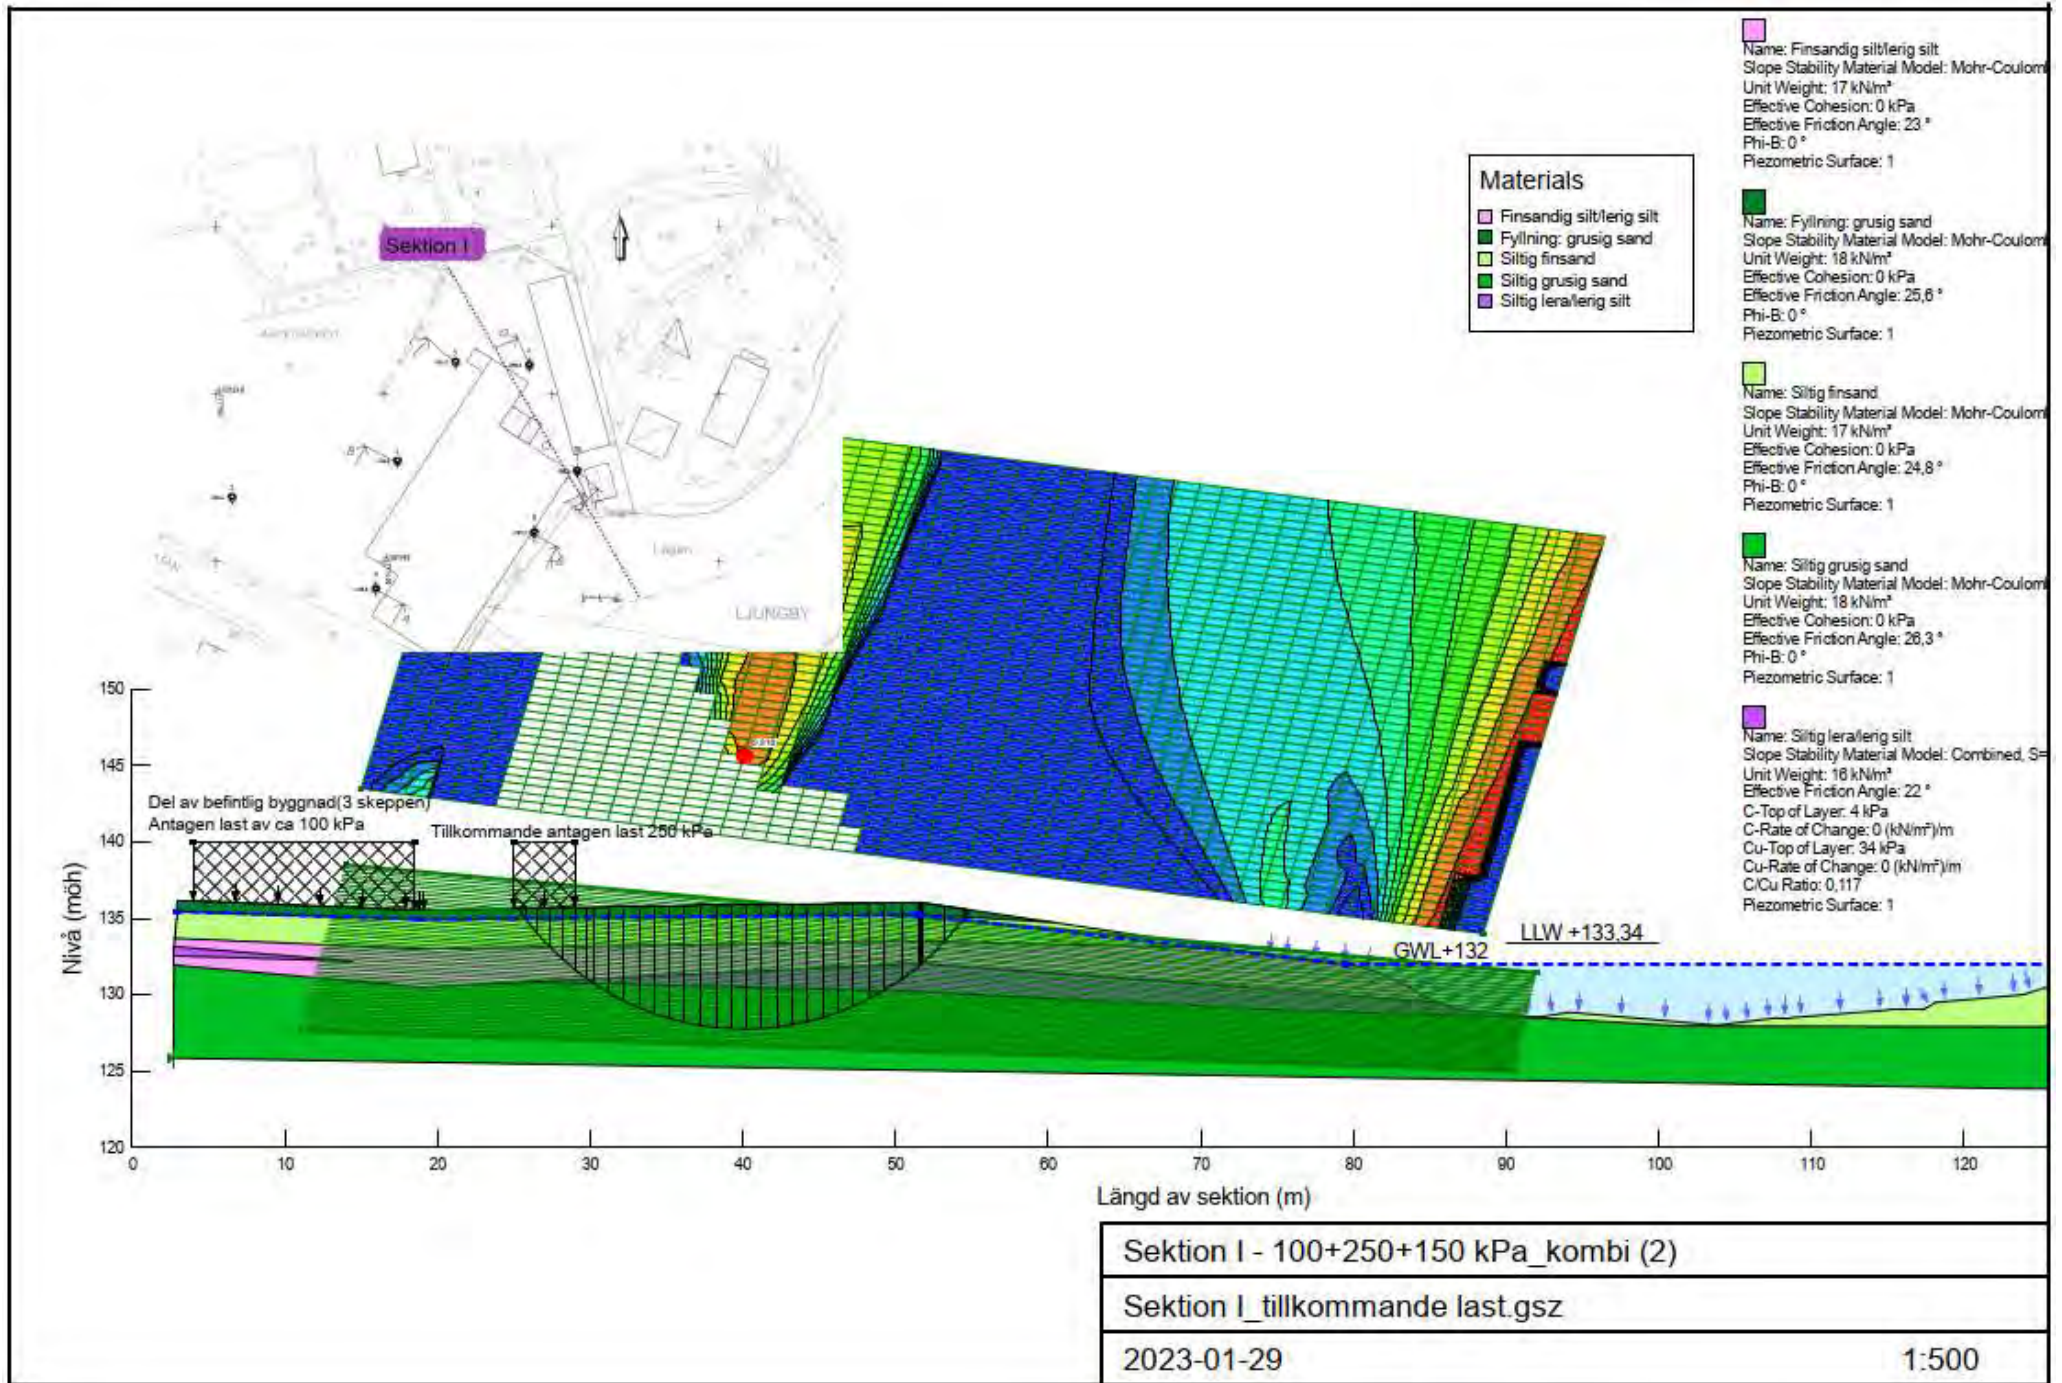 Name: Finsandig silt/lerig silt
Slope Stability Material Model: Mohr-Coulom
Unit Weight: 17 kN/m³
Effective Cohesion: 0 kPa
Effective Friction Angle: 23 °
Phi-B: 0 °
Piezometric Surface: 1
Name: Fyllning: grusig sand
Slope Stability Material Model: Mohr-Coulom
Unit Weight: 18 kN/m³
Effective Cohesion: 0 kPa
Effective Friction Angle: 25,6 °
Phi-B: 0 °
Piezometric Surface: 1
Name: Siltig finsand
Slope Stability Material Model: Mohr-Coulom
Unit Weight: 17 kN/m³
Effective Cohesion: 0 kPa
Effective Friction Angle: 24,8 °
Phi-B: 0 °
Piezometric Surface: 1
Name: Siltig grusig sand
Slope Stability Material Model: Mohr-Coulom
Unit Weight: 18 kN/m³
Effective Cohesion: 0 kPa
Effective Friction Angle: 26,3 °
Phi-B: 0 °
Piezometric Surface: 1
Name: Siltig lera/lerig silt
Slope Stability Material Model: Combined, S=
Unit Weight: 16 kN/m³
Effective Friction Angle: 22 °
C-Top of Layer: 4 kPa
C-Rate of Change: 0 (kN/m²)/m
Cu-Top of Layer: 34 kPa
Cu-Rate of Change: 0 (kN/m²)/m
C/Cu Ratio: 0,117
Piezometric Surface: 1
Materials
Finsandig silt/lerig silt
Fyllning: grusig sand
Siltig finsand
Siltig grusig sand
Siltig lera/lerig silt
Sektion I
Lagan
LJUNGBY
Del av befintlig byggnad(3 skeppen)
Antagen last av ca 100 kPa
Tillkommande antagen last 250 kPa
LLW +133.34
GWL+132
Nivå (möh)
150
145
140
135
130
125
120
0 10 20 30 40 50 60 70 80 90 100 110 120
Längd av sektion (m)
Sektion I - 100+250+150 kPa_kombi (2)
Sektion I_tillkommande last.gsz
2023-01-29 1:500